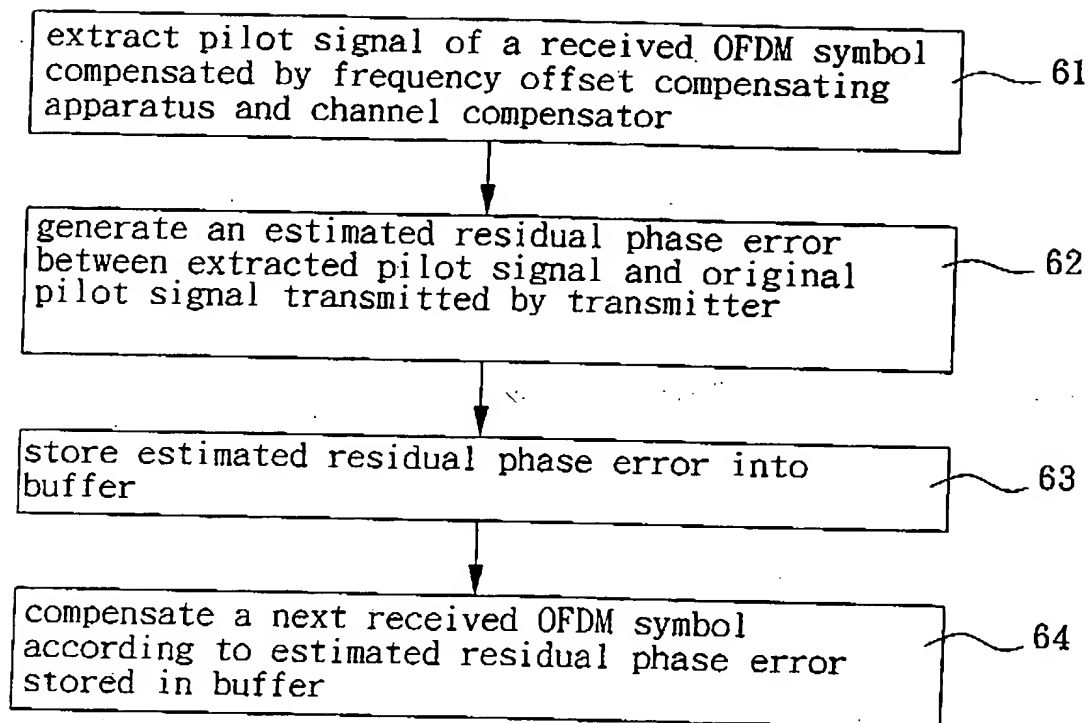 extract pilot signal of a received OFDM symbol
compensated by frequency offset compensating
apparatus and channel compensator
61
generate an estimated residual phase error
between extracted pilot signal and original
pilot signal transmitted by transmitter
62
store estimated residual phase error into
buffer
63
compensate a next received OFDM symbol
according to estimated residual phase error
stored in buffer
64